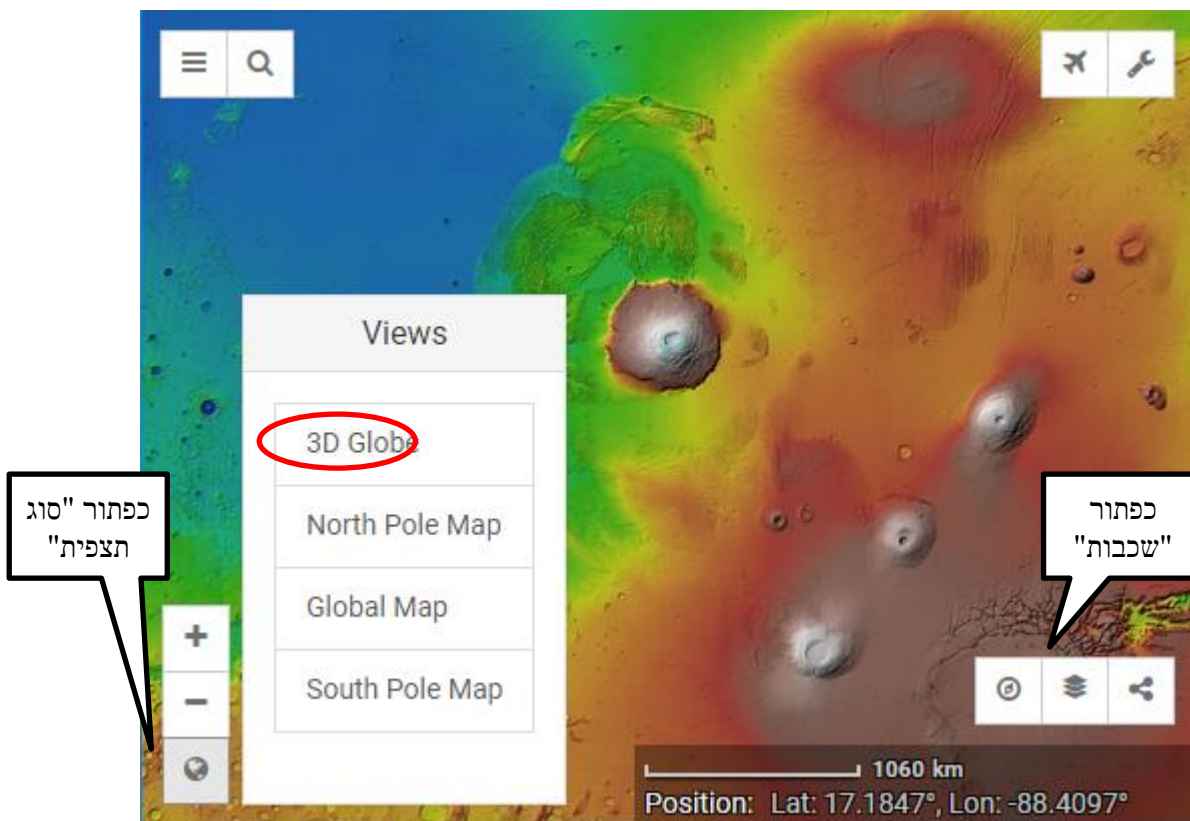 Views
3D Globe
North Pole Map
Global Map
South Pole Map
כפתור "סוג
תצפית"
כפתור
"שכבות"
1060 km
Position: Lat: 17.1847°, Lon: -88.4097°